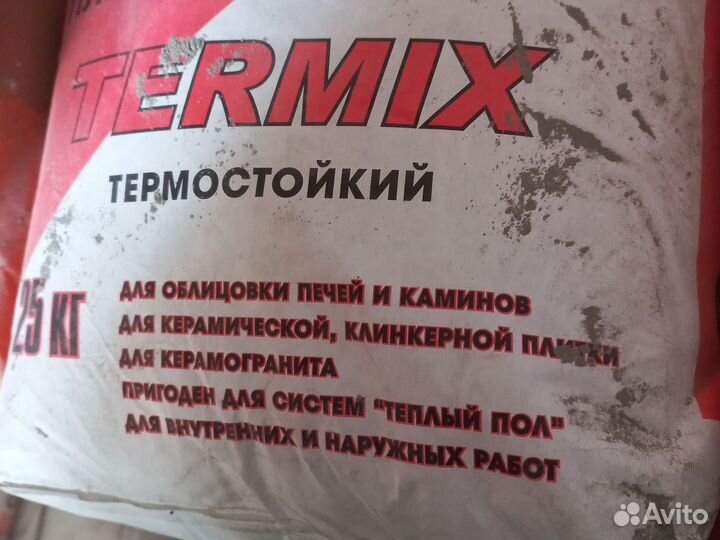 TERMIX
ТЕРМОСТОЙКИЙ
25 КГ
ДЛЯ ОБЛИЦОВКИ ПЕЧЕЙ И КАМИНОВ
ДЛЯ КЕРАМИЧЕСКОЙ, КЛИНКЕРНОЙ ПЛИТКИ
ДЛЯ КЕРАМОГРАНИТА
ПРИГОДЕН ДЛЯ СИСТЕМ "ТЕПЛЫЙ ПОЛ"
ДЛЯ ВНУТРЕННИХ И НАРУЖНЫХ РАБОТ
Avito